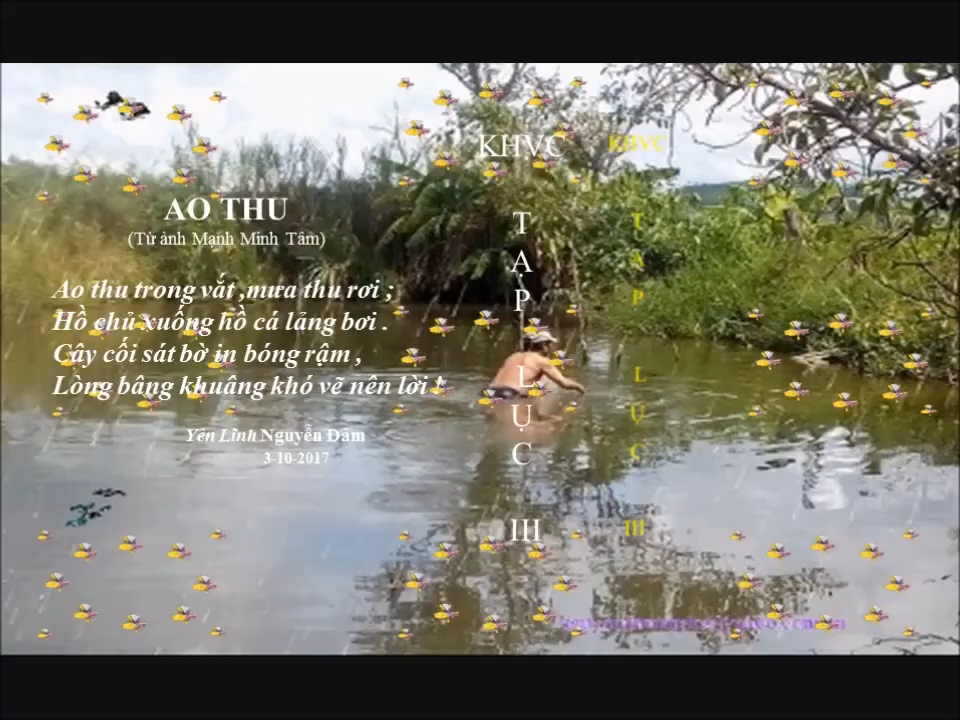 AO THU
(Từ ảnh Mạnh Minh Tâm)
Ao thu trong vắt ,mưa thu rơi ;
Hồ chủ xuống hồ cá lảng bơi .
Cây cối sát bờ in bóng rậm ,
Lòng bâng khuâng khó vẽ nên lời !
Yên Lĩnh Nguyễn Đâm
3-10-2017
KHVC
T
Ạ
P
L
Ụ
C
III
KHVC
T
Ạ
P
L
Ụ
C
III